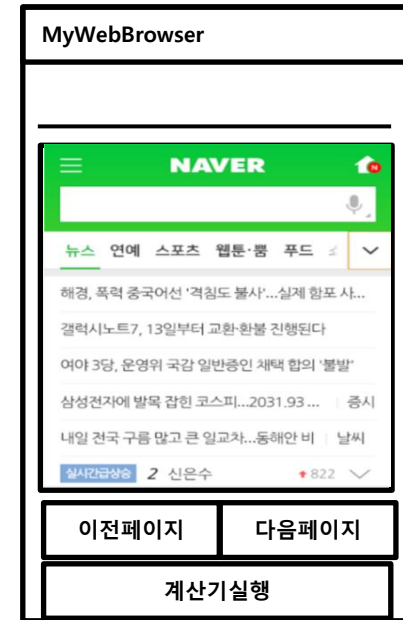 MyWebBrowser
NAVER
N
뉴스 연예 스포츠 웹툰·뿜 푸드
해경, 폭력 중국어선 '격침도 불사'...실제 함포 사...
갤럭시노트7, 13일부터 교환·환불 진행된다
여야 3당, 운영위 국감 일반증인 채택 합의 '불발'
삼성전자에 발목 잡힌 코스피...2031.93 ... 증시
내일 전국 구름 많고 큰 일교차...동해안 비 날씨
실시간급상승 2 신은수 822
이전페이지 다음페이지
계산기실행